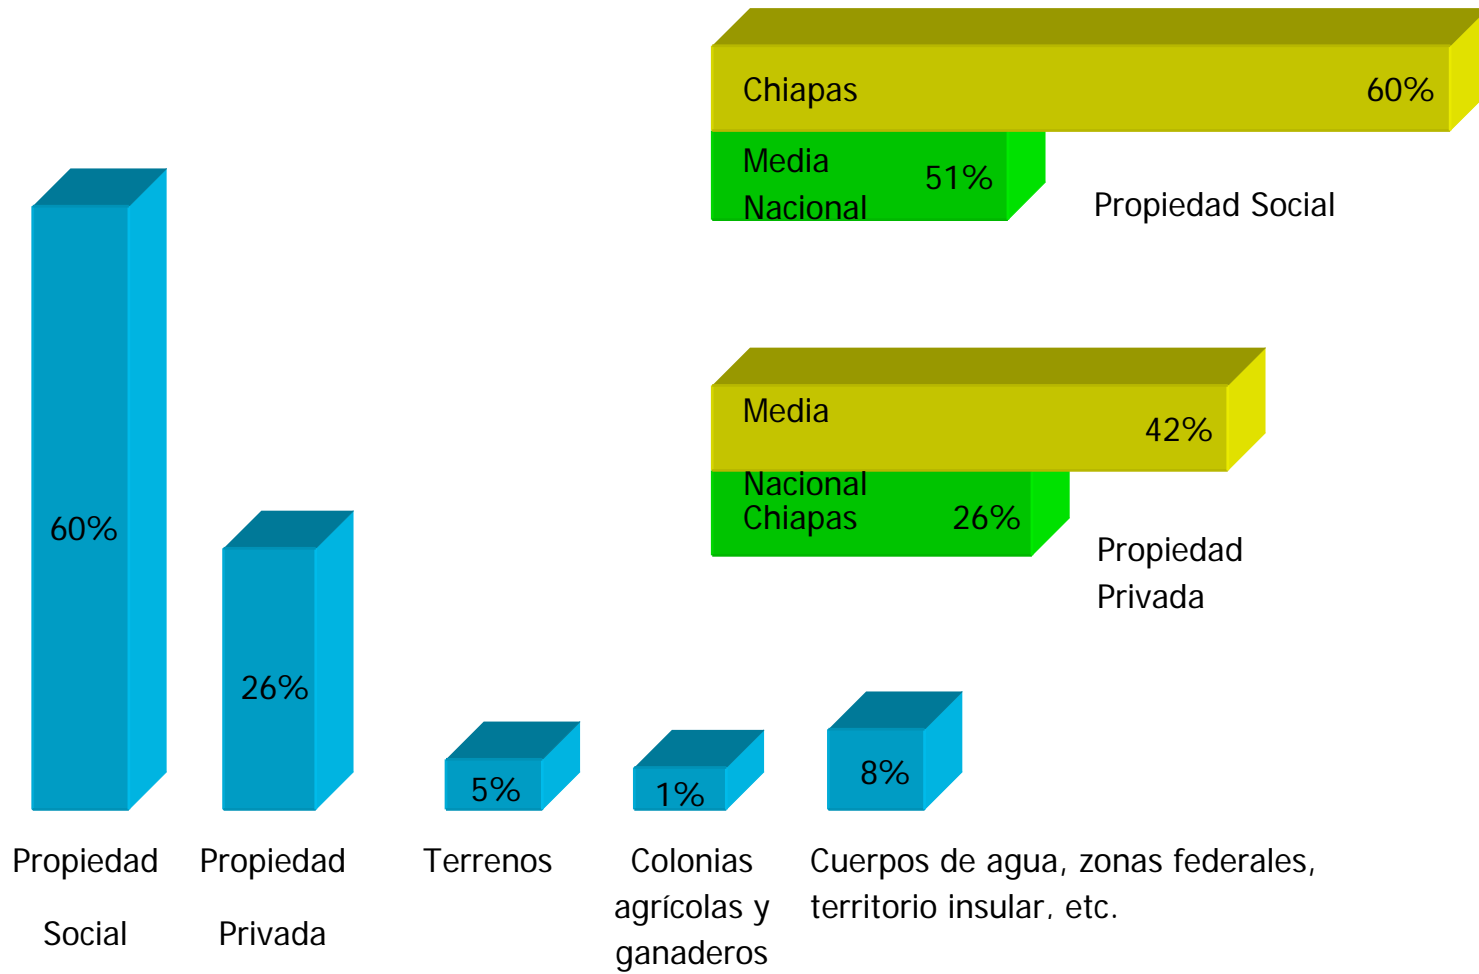 Chiapas 60%
Media
Nacional 51%
Propiedad Social
Media
42%
Nacional
Chiapas 26%
Propiedad
Privada
60%
26%
5%
1%
8%
Propiedad
Social
Propiedad
Privada
Terrenos
Colonias
agrícolas y
ganaderos
Cuerpos de agua, zonas federales,
territorio insular, etc.